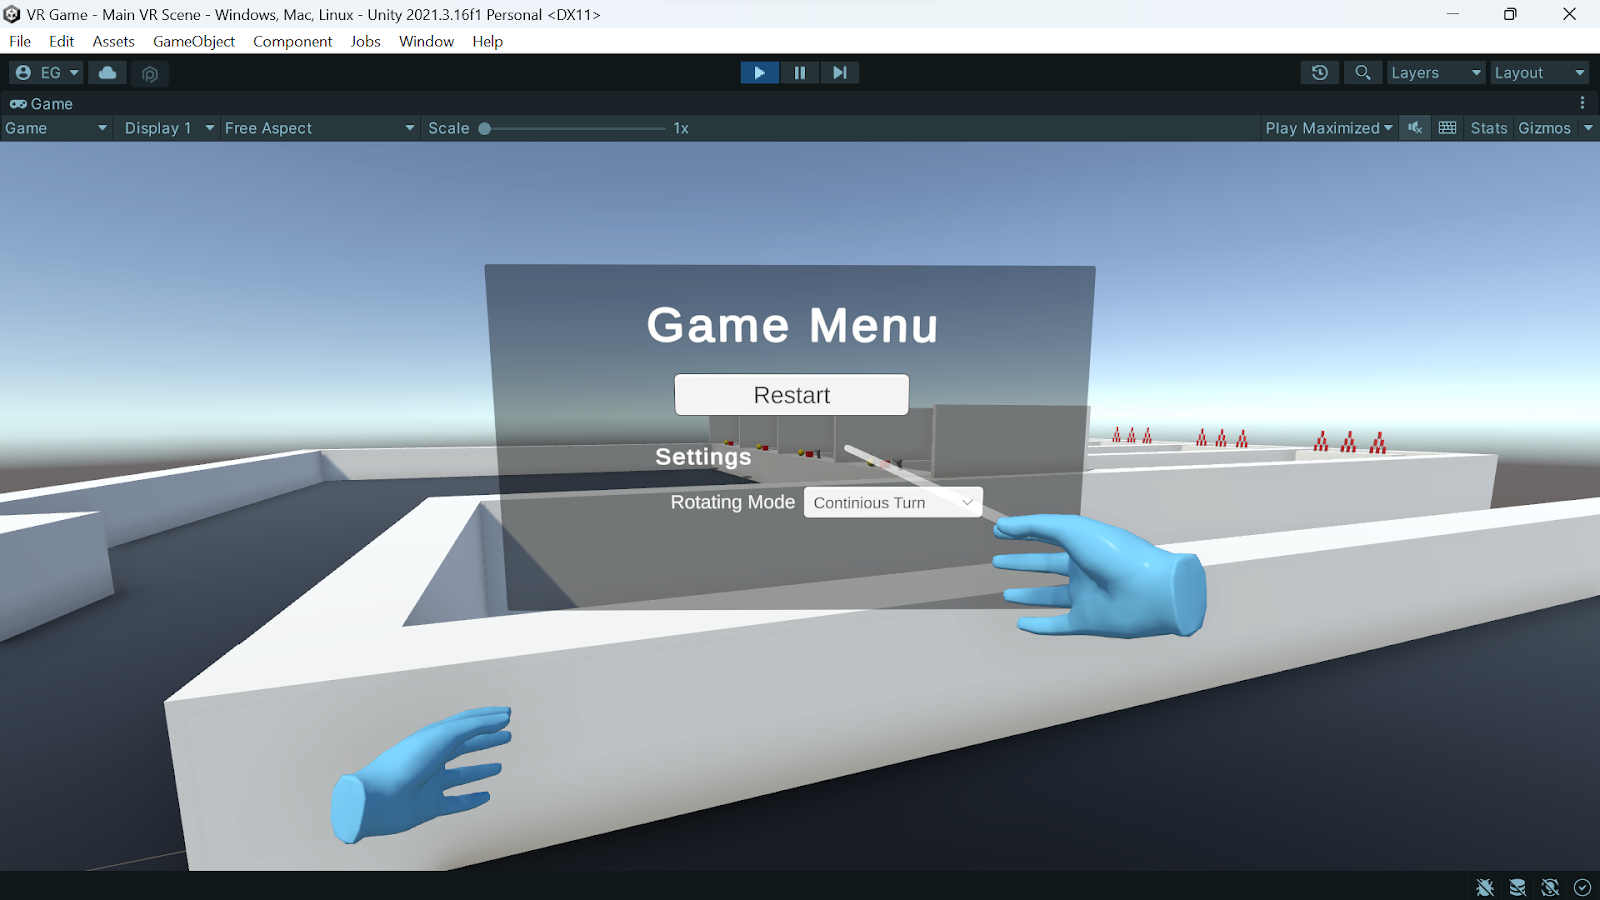 VR Game - Main VR Scene - Windows, Mac, Linux - Unity 2021.3.16f1 Personal <DX11>
File Edit Assets GameObject Component Jobs Window Help
EG Layers Layout
Game
Game Display 1 Free Aspect Scale 1x Play Maximized Stats Gizmos
Game Menu
Restart
Settings
Rotating Mode Continious Turn